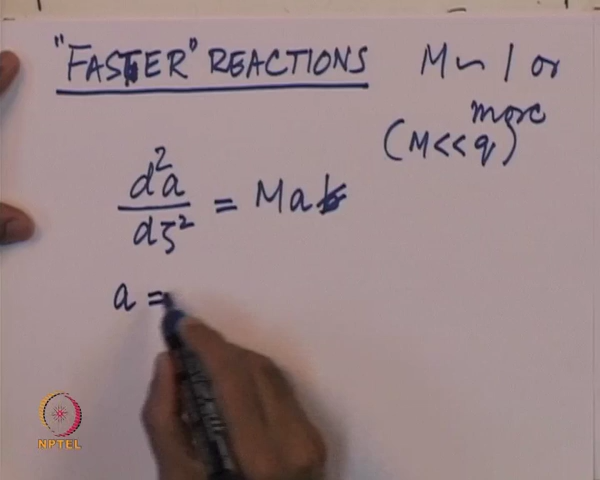 "FASTER" REACTIONS M ~ 1 or
more
(M<<q)
d²a/dζ² = Ma
a =
NPTEL